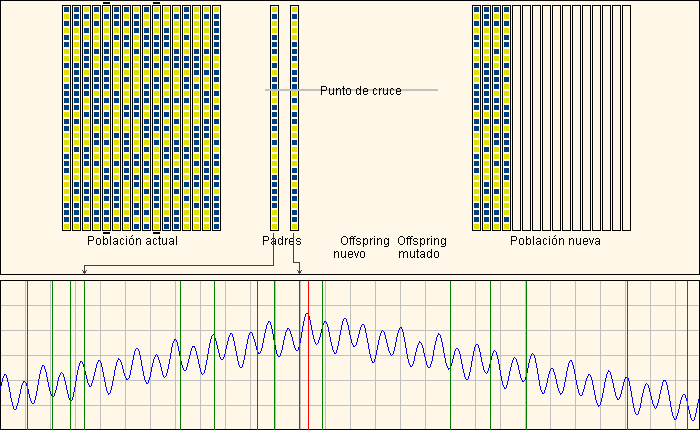 Punto de cruce
Población actual
Padres
Offspring
nuevo
Offspring
mutado
Población nueva